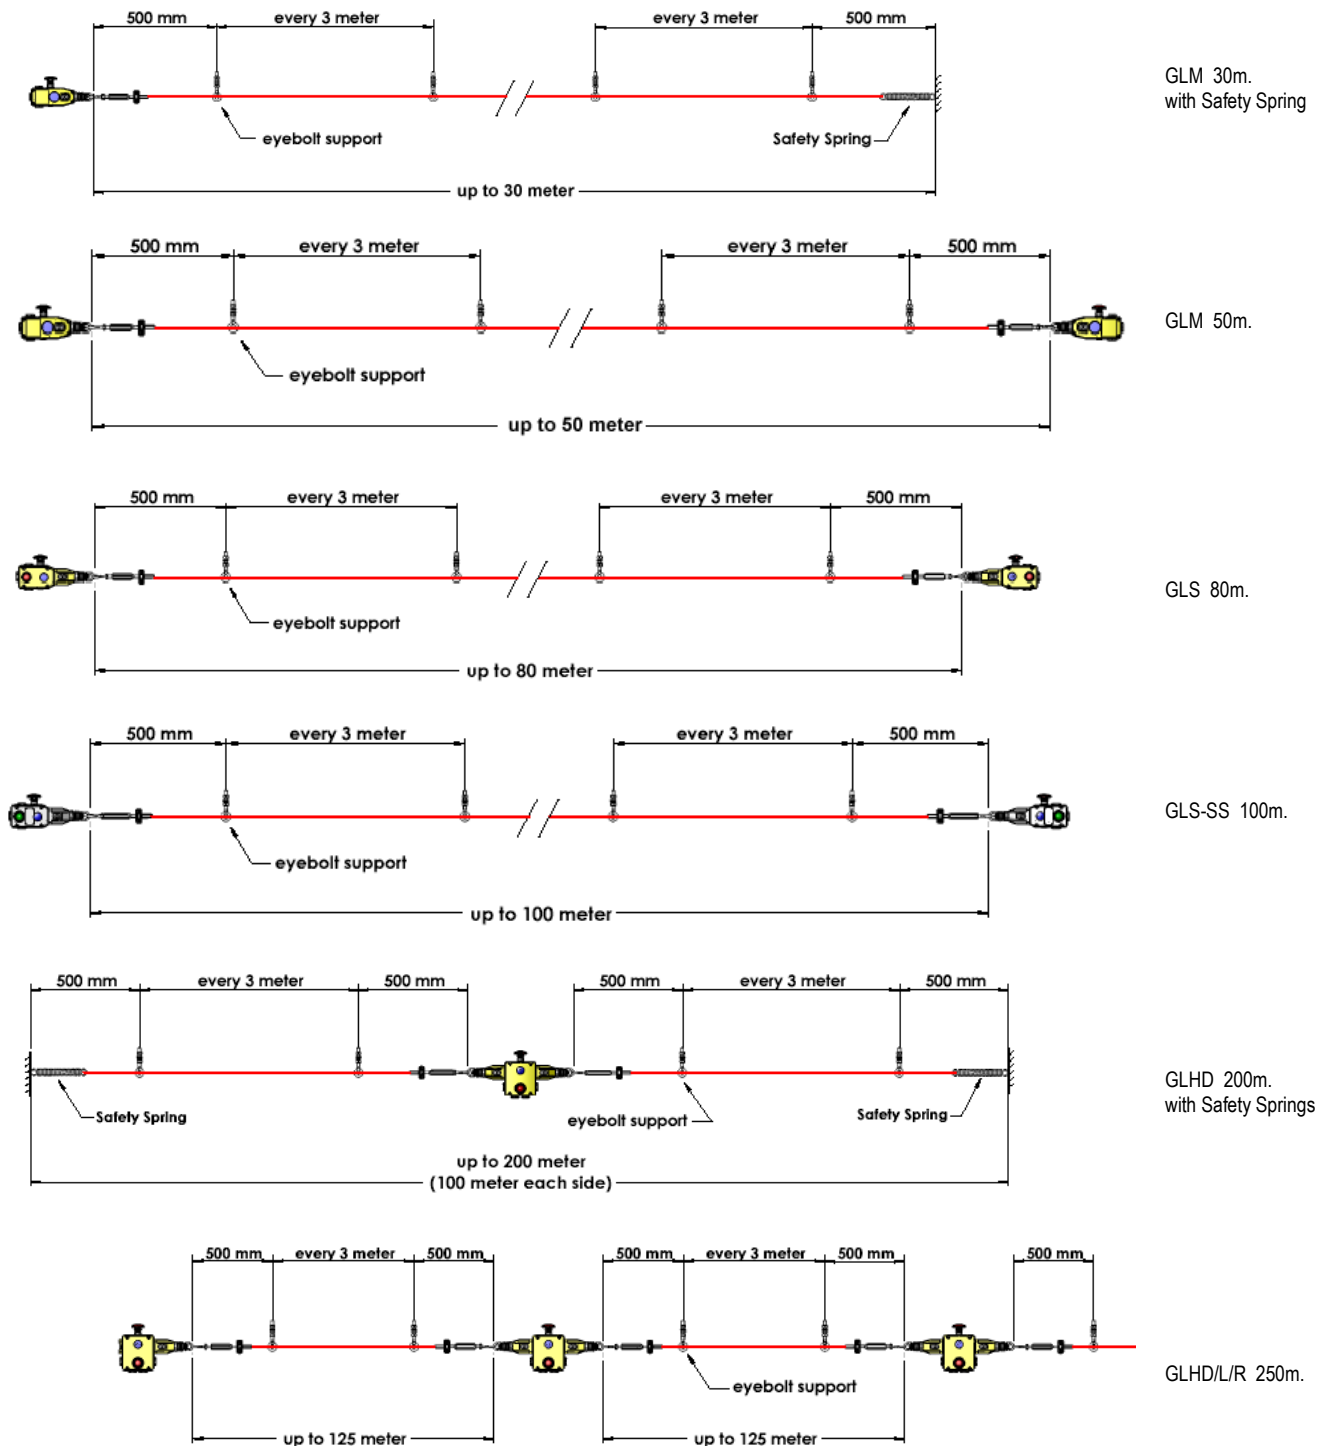 500 mm every 3 meter every 3 meter 500 mm
GLM 30m.
with Safety Spring
eyebolt support Safety Spring
up to 30 meter
500 mm every 3 meter every 3 meter 500 mm
GLM 50m.
eyebolt support
up to 50 meter
500 mm every 3 meter every 3 meter 500 mm
GLS 80m.
eyebolt support
up to 80 meter
500 mm every 3 meter every 3 meter 500 mm
GLS-SS 100m.
eyebolt support
up to 100 meter
500 mm every 3 meter 500 mm 500 mm every 3 meter 500 mm
GLHD 200m.
with Safety Springs
Safety Spring eyebolt support Safety Spring
up to 200 meter
(100 meter each side)
500 mm every 3 meter 500 mm 500 mm every 3 meter 500 mm 500 mm
GLHD/L/R 250m.
eyebolt support
up to 125 meter up to 125 meter